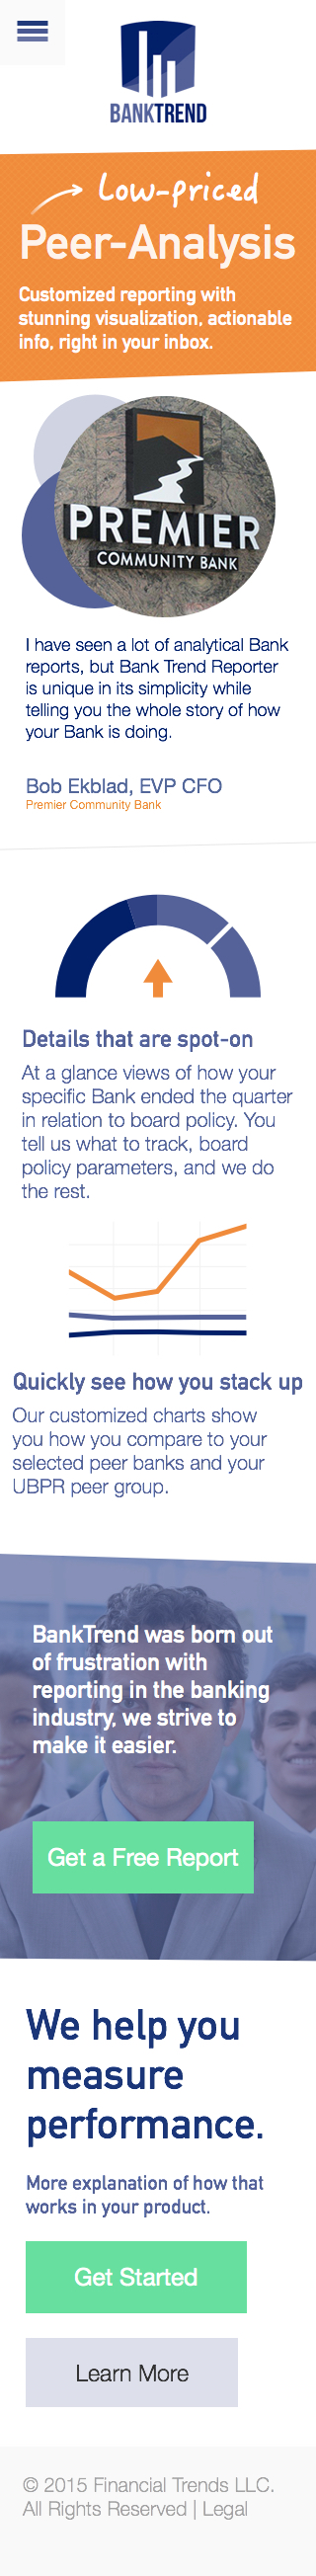 BANKTREND
Low-priced
Peer-Analysis
Customized reporting with
stunning visualization, actionable
info, right in your inbox.
PREMIER
COMMUNITY BANK
I have seen a lot of analytical Bank
reports, but Bank Trend Reporter
is unique in its simplicity while
telling you the whole story of how
your Bank is doing.
Bob Ekblad, EVP CFO
Premier Community Bank
Details that are spot-on
At a glance views of how your
specific Bank ended the quarter
in relation to board policy. You
tell us what to track, board
policy parameters, and we do
the rest.
Quickly see how you stack up
Our customized charts show
you how you compare to your
selected peer banks and your
UBPR peer group.
BankTrend was born out
of frustration with
reporting in the banking
industry, we strive to
make it easier.
Get a Free Report
We help you
measure
performance.
More explanation of how that
works in your product.
Get Started
Learn More
© 2015 Financial Trends LLC.
All Rights Reserved | Legal